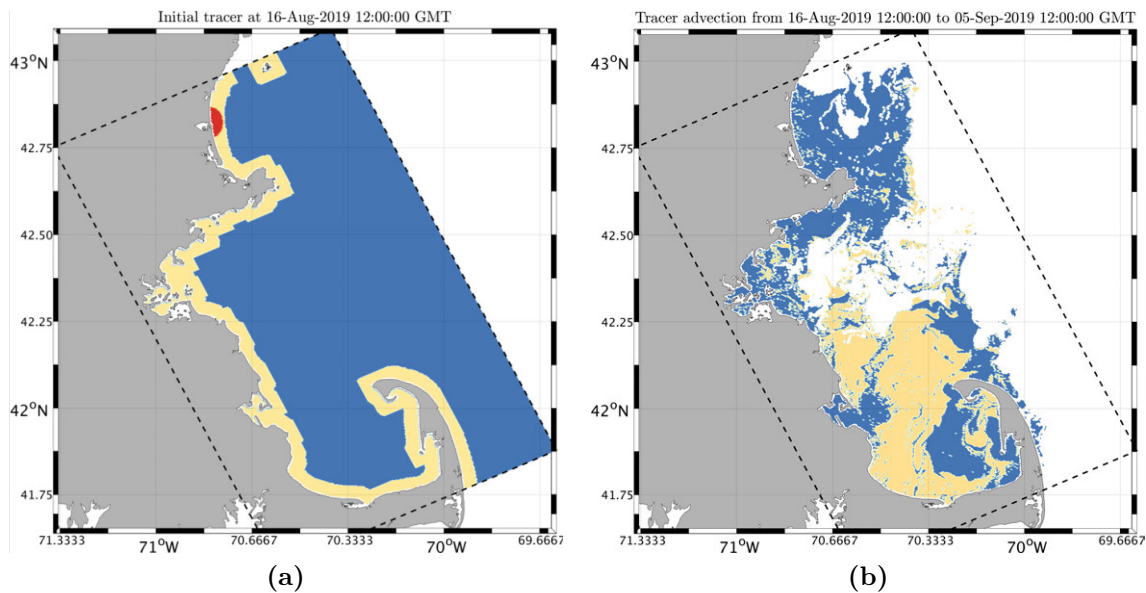 Initial tracer at 16-Aug-2019 12:00:00 GMT
43°N
42.75
42.50
42.25
42°N
41.75
71.3333 71°W 70.6667 70.3333 70°W 69.6667
(a)
Tracer advection from 16-Aug-2019 12:00:00 to 05-Sep-2019 12:00:00 GMT
43°N
42.75
42.50
42.25
42°N
41.75
71.3333 71°W 70.6667 70.3333 70°W 69.6667
(b)